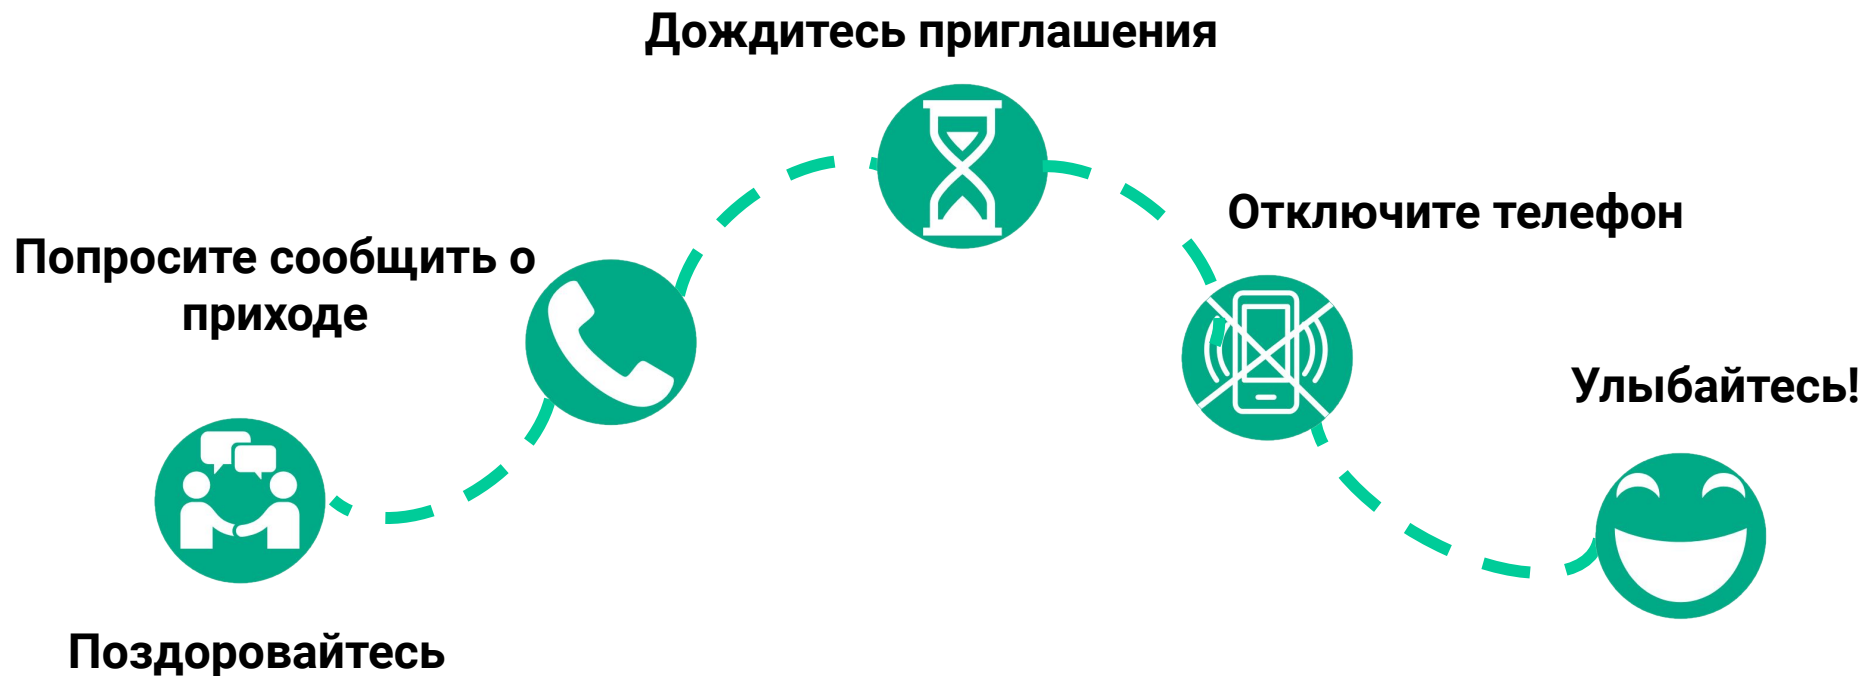 Дождитесь приглашения
Отключите телефон
Попросите сообщить о
приходе
Улыбайтесь!
Поздоровайтесь